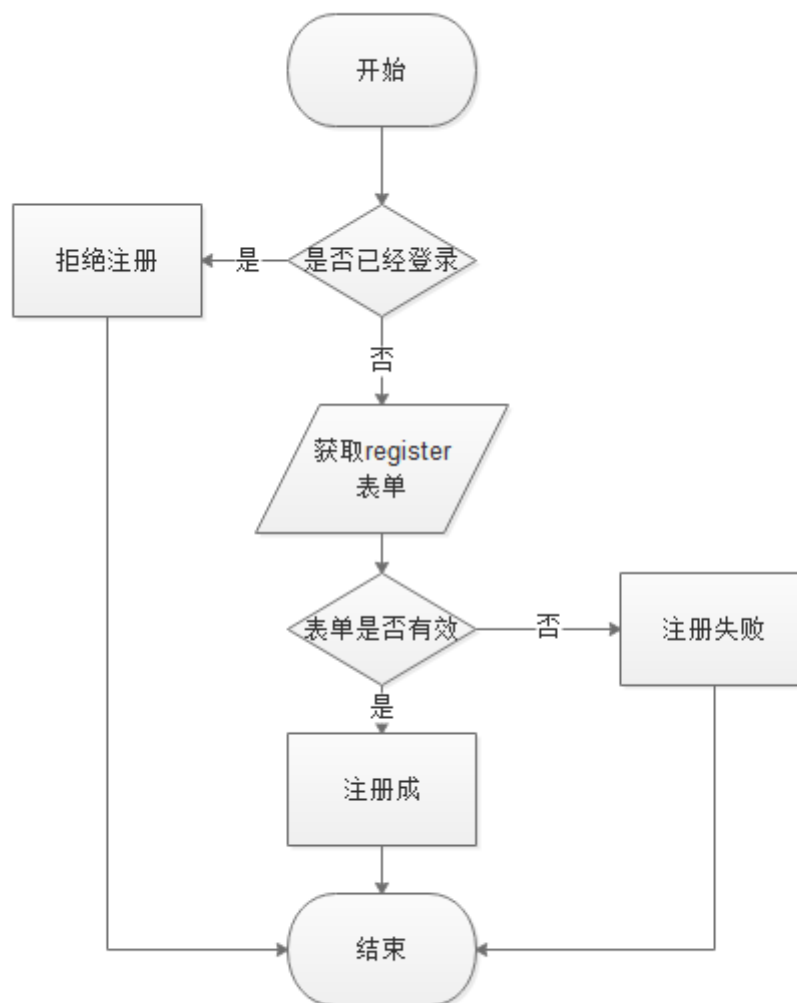 开始
拒绝注册
是
是否已经登录
否
获取register
表单
表单是否有效
否
注册失败
是
注册成
结束